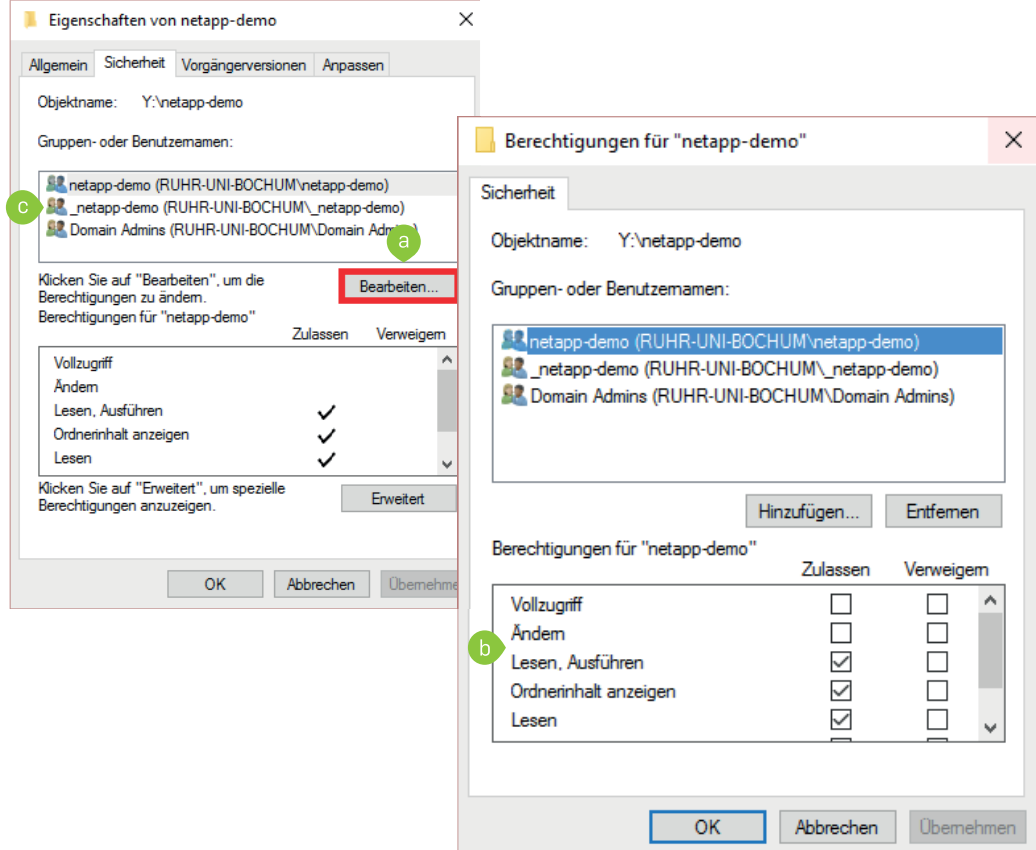 Eigenschaften von netapp-demo
Allgemein Sicherheit Vorgängerversionen Anpassen
Objektname: Y:\netapp-demo
Gruppen- oder Benutzernamen:
netapp-demo (RUHR-UNI-BOCHUM\netapp-demo)
c
_netapp-demo (RUHR-UNI-BOCHUM\_netapp-demo)
Domain Admins (RUHR-UNI-BOCHUM\Domain
a
Klicken Sie auf "Bearbeiten", um die
Berechtigungen zu ändern.
Bearbeiten...
Berechtigungen für "netapp-demo"
Zulassen Verweigern
Vollzugriff
Ändern
Lesen, Ausführen
Ordnerinhalt anzeigen
Lesen
Klicken Sie auf "Erweitert", um spezielle
Berechtigungen anzuzeigen.
Erweitert
OK Abbrechen Übernehme
Berechtigungen für "netapp-demo"
Sicherheit
Objektname: Y:\netapp-demo
Gruppen- oder Benutzernamen:
netapp-demo (RUHR-UNI-BOCHUM\netapp-demo)
_netapp-demo (RUHR-UNI-BOCHUM\_netapp-demo)
Domain Admins (RUHR-UNI-BOCHUM\Domain Admins)
Hinzufügen... Entfernen
Berechtigungen für "netapp-demo"
Zulassen Verweigern
Vollzugriff
Ändern
b
Lesen, Ausführen
Ordnerinhalt anzeigen
Lesen
OK Abbrechen Übernehmen